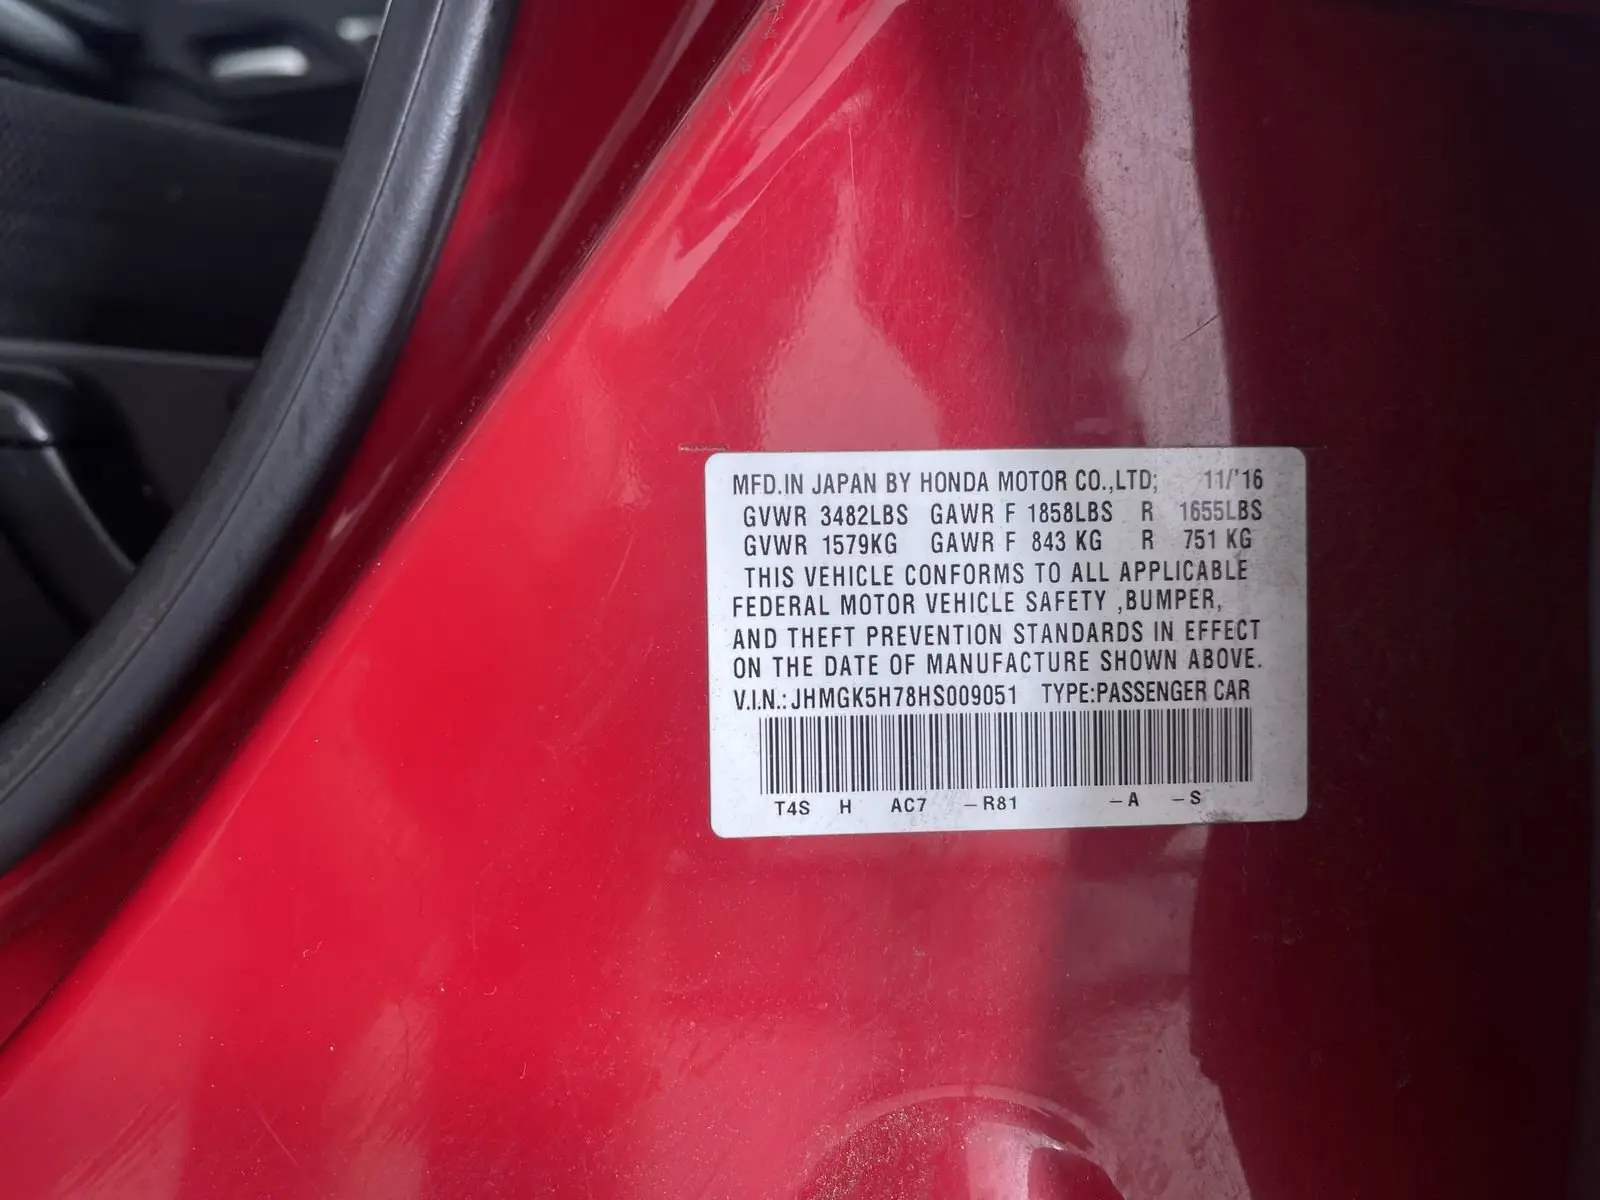 MFD.IN JAPAN BY HONDA MOTOR CO.,LTD; 11/'16
GVWR 3482LBS GAWR F 1858LBS R 1655LBS
GVWR 1579KG GAWR F 843 KG R 751 KG
THIS VEHICLE CONFORMS TO ALL APPLICABLE
FEDERAL MOTOR VEHICLE SAFETY ,BUMPER,
AND THEFT PREVENTION STANDARDS IN EFFECT
ON THE DATE OF MANUFACTURE SHOWN ABOVE.
V.I.N.: JHMGK5H78HS009051 TYPE:PASSENGER CAR
T4S H AC7 –R81 –A –S